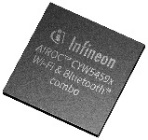 infineon
AIROC™ CYW5459x
Wi-Fi & Bluetooth®
combo